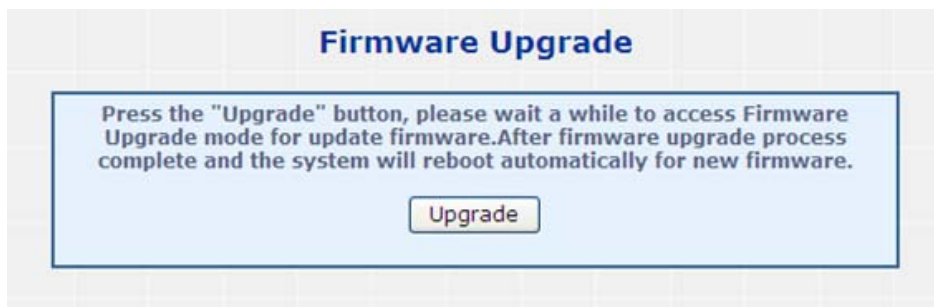 Firmware Upgrade
Press the "Upgrade" button, please wait a while to access Firmware
Upgrade mode for update firmware.After firmware upgrade process
complete and the system will reboot automatically for new firmware.
Upgrade